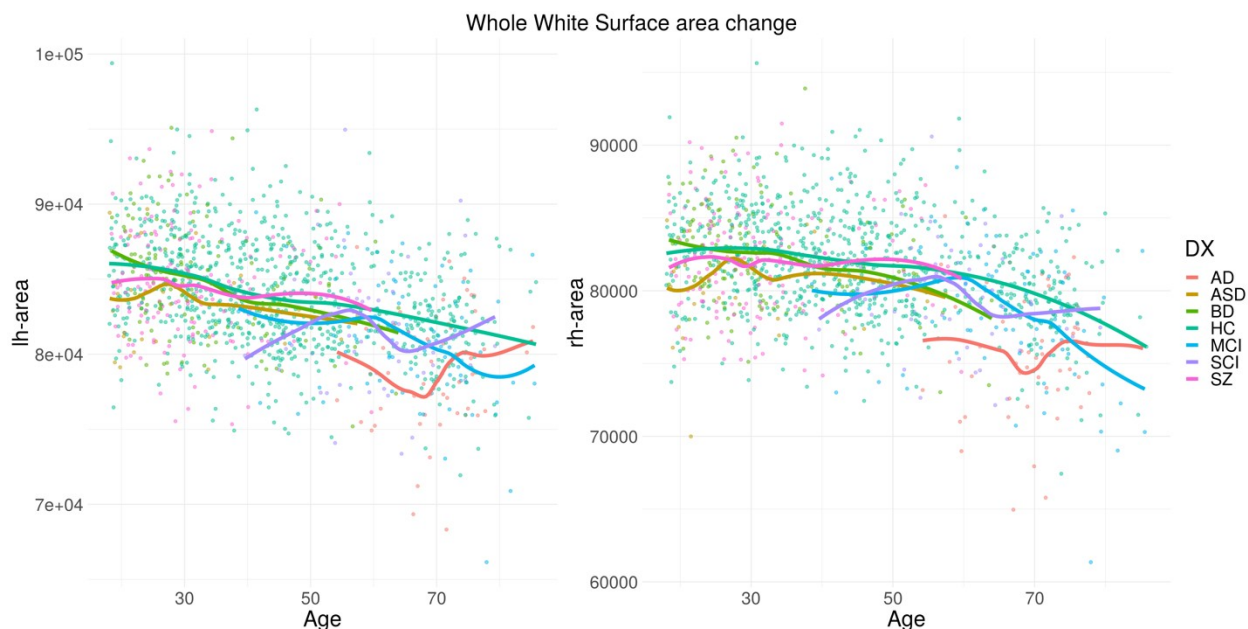 Whole White Surface area change
lh-area
1e+05
9e+04
8e+04
7e+04
30
50
70
Age
rh-area
90000
80000
70000
60000
30
50
70
Age
DX
AD
ASD
BD
HC
MCI
SCI
SZ